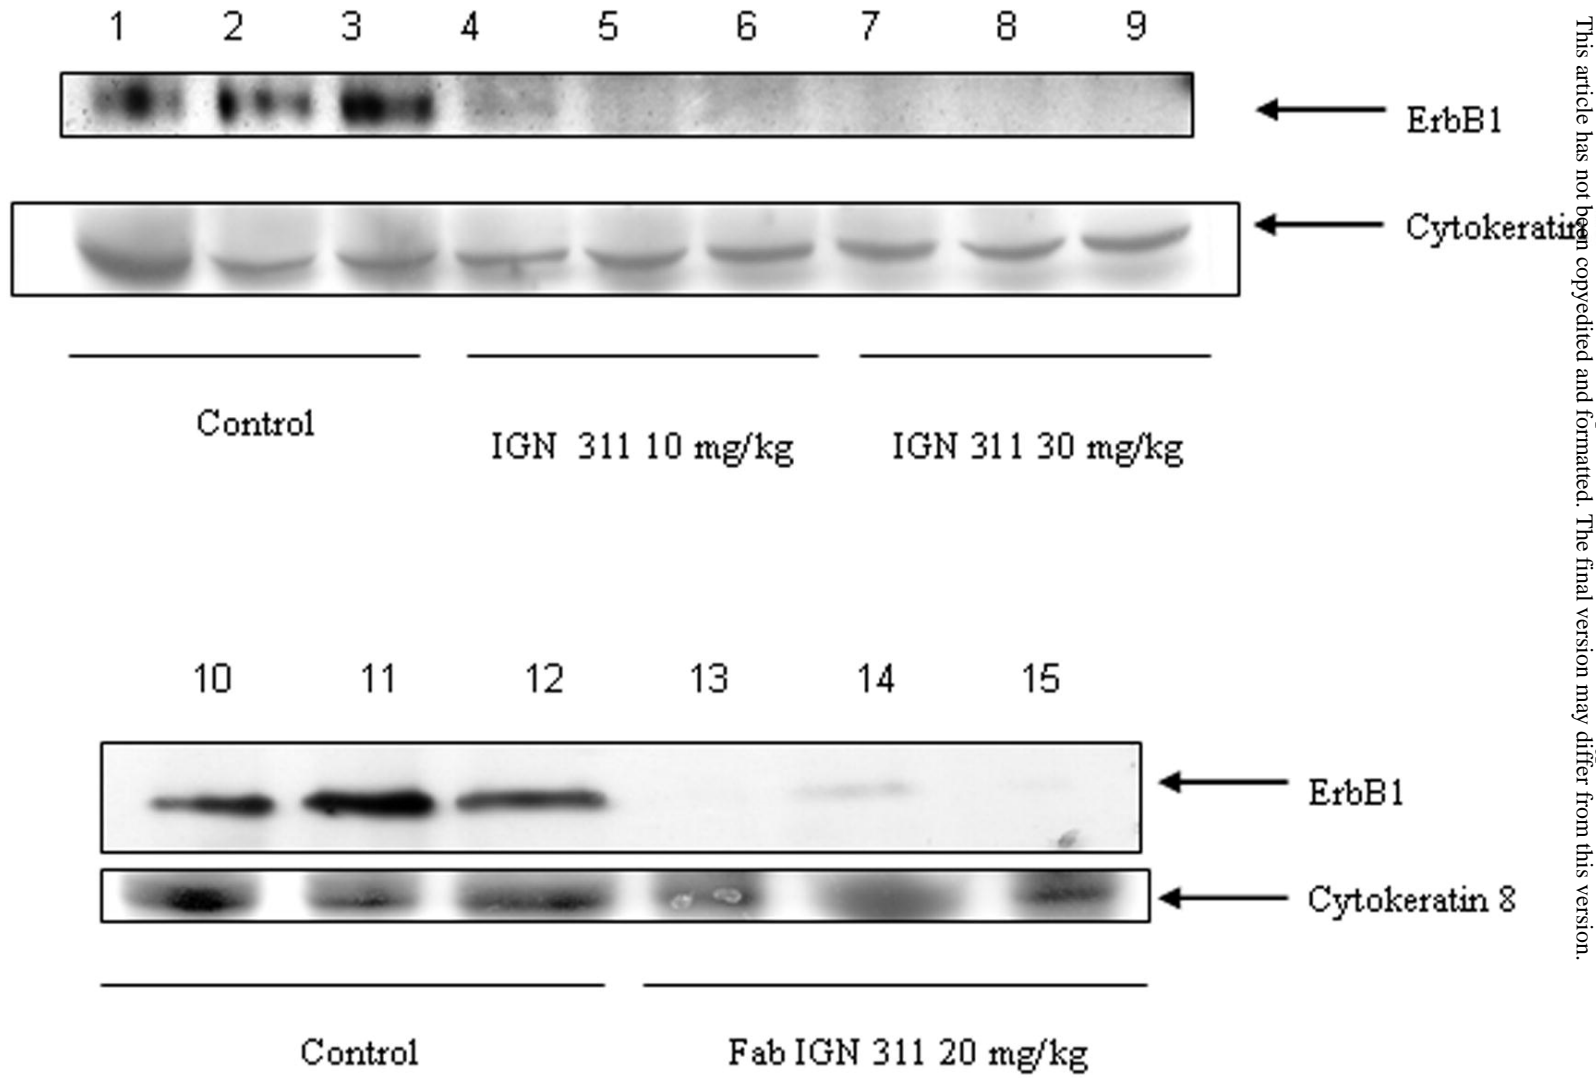 1 2 3 4 5 6 7 8 9
ErbB1
Cytokeratin
Control
IGN 311 10 mg/kg
IGN 311 30 mg/kg
10 11 12 13 14 15
ErbB1
Cytokeratin 8
Control
Fab IGN 311 20 mg/kg
This article has not been copyedited and formatted. The final version may differ from this version.